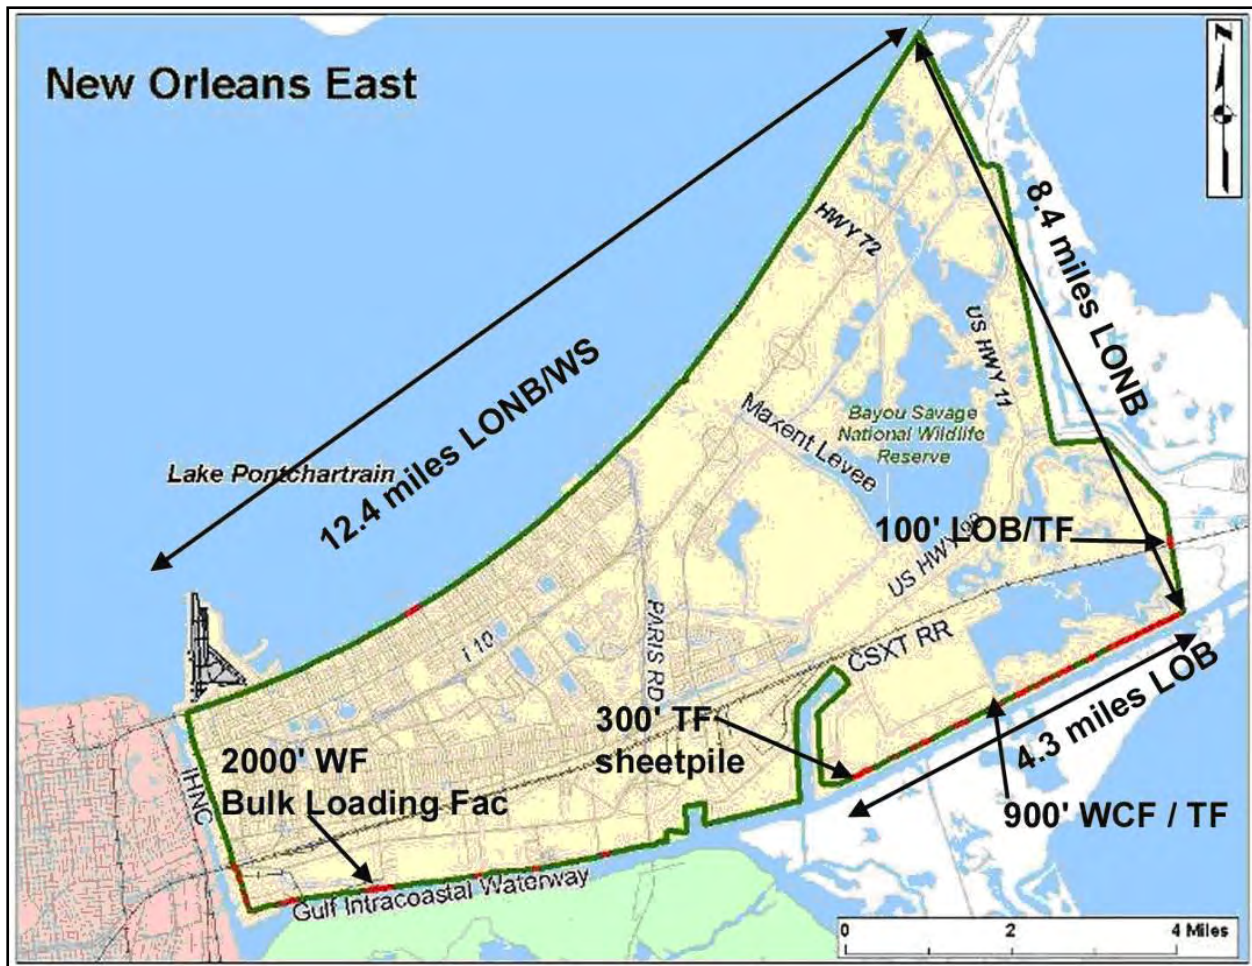 New Orleans East
N
HWY 72
8.4 miles LONB
US HWY 11
12.4 miles LONB/WS
Maxent Levee
Bayou Savage
National Wildlife
Reserve
Lake Pontchartrain
100' LOB/TF
US HWY 93
I 10
PARIS RD
CSXT RR
4.3 miles LOB
300' TF
sheetpile
2000' WF
Bulk Loading Fac
IHNC
900' WCF / TF
Gulf Intracoastal Waterway
0 2 4 Miles